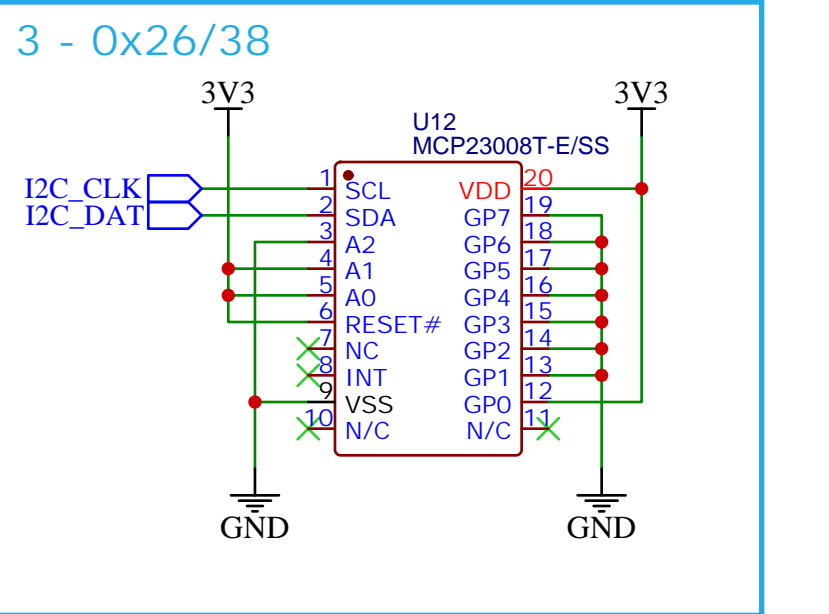 3 - 0x26/38
3V3
3V3
U12
MCP23008T-E/SS
I2C_CLK
I2C_DAT
1 SCL
2 SDA
3 A2
4 A1
5 A0
6 RESET#
7 NC
8 INT
9 VSS
10 N/C
VDD 20
GP7 19
GP6 18
GP5 17
GP4 16
GP3 15
GP2 14
GP1 13
GP0 12
N/C 11
GND
GND